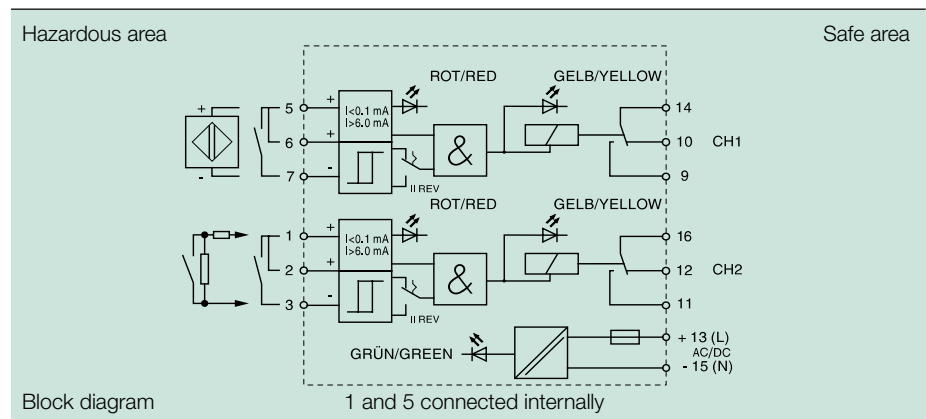 Hazardous area
Safe area
ROT/RED
GELB/YELLOW
+
-
5
6
7
+
+
-
I<0.1 mA
I>6.0 mA
&
II REV
14
10
CH1
9
ROT/RED
GELB/YELLOW
1
2
3
+
+
-
I<0.1 mA
I>6.0 mA
&
II REV
16
12
CH2
11
GRÜN/GREEN
+ 13 (L)
AC/DC
- 15 (N)
Block diagram
1 and 5 connected internally